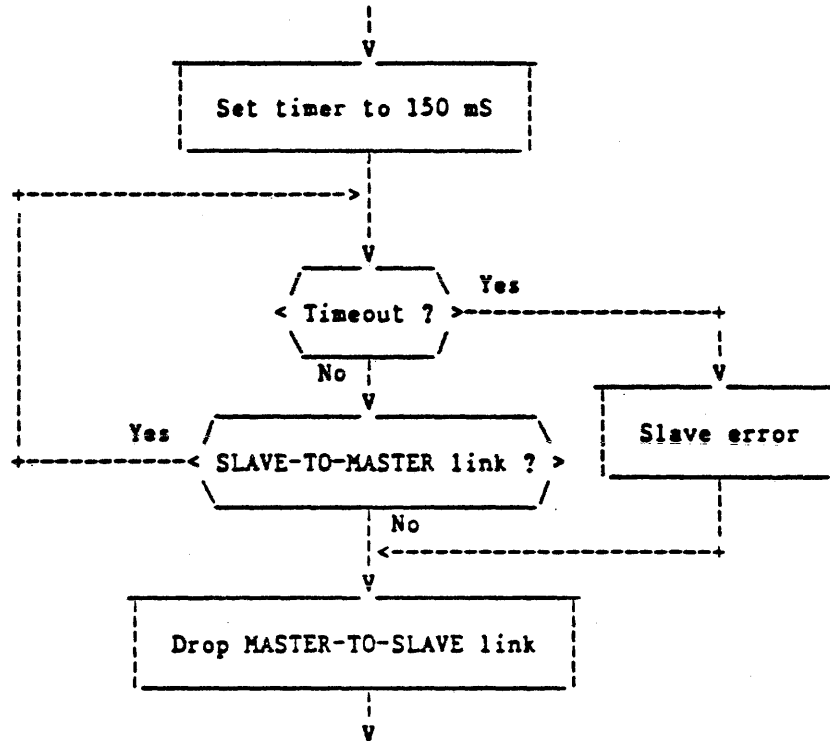 Set timer to 150 mS
Timeout ?
Yes
No
Yes
SLAVE-TO-MASTER link ?
Slave error
No
Drop MASTER-TO-SLAVE link